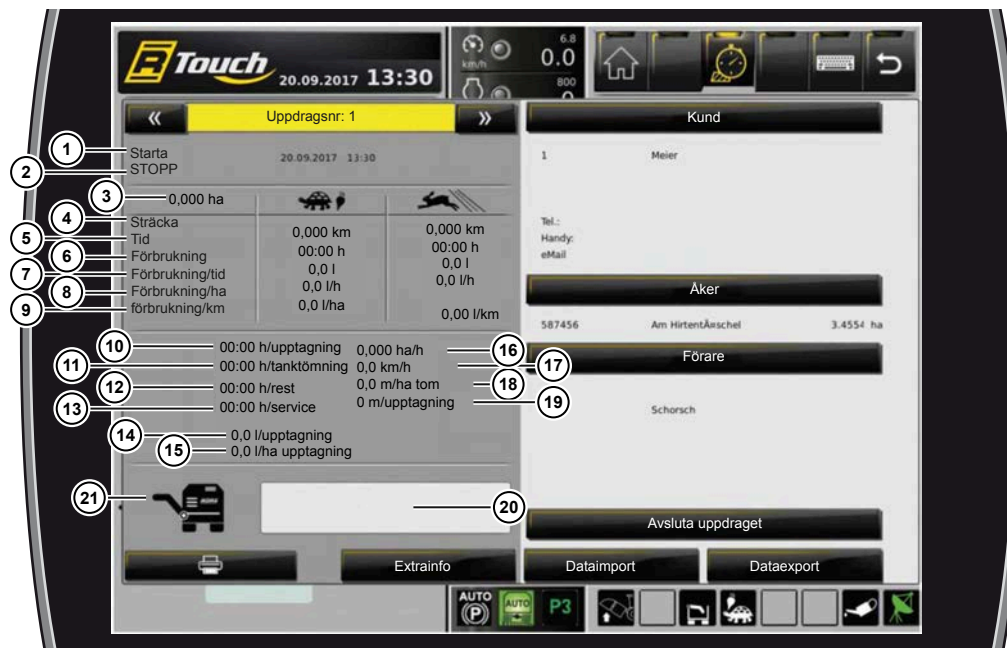 R Touch 20.09.2017 13:30
km/h 0.0 6.8
800
« Uppdragsnr: 1 »
Starta 20.09.2017 13:30
STOPP
0,000 ha
Sträcka 0,000 km 0,000 km
Tid 00:00 h 00:00 h
Förbrukning 0,0 l 0,0 l
Förbrukning/tid 0,0 l/h 0,0 l/h
Förbrukning/ha 0,0 l/ha
förbrukning/km 0,00 l/km
00:00 h/upptagning 0,000 ha/h
00:00 h/tanktömning 0,0 km/h
00:00 h/rest 0,0 m/ha tom
00:00 h/service 0 m/upptagning
0,0 l/upptagning
0,0 l/ha upptagning
Extrainfo
Kund
1 Meier
Tel.:
Handy:
eMail
Åker
587456 Am HirtentĤschel 3.4554 ha
Förare
Schorsch
Avsluta uppdraget
Dataimport Dataexport
AUTO (P) AUTO P3
1
2
3
4
5
6
7
8
9
10
11
12
13
14
15
16
17
18
19
20
21